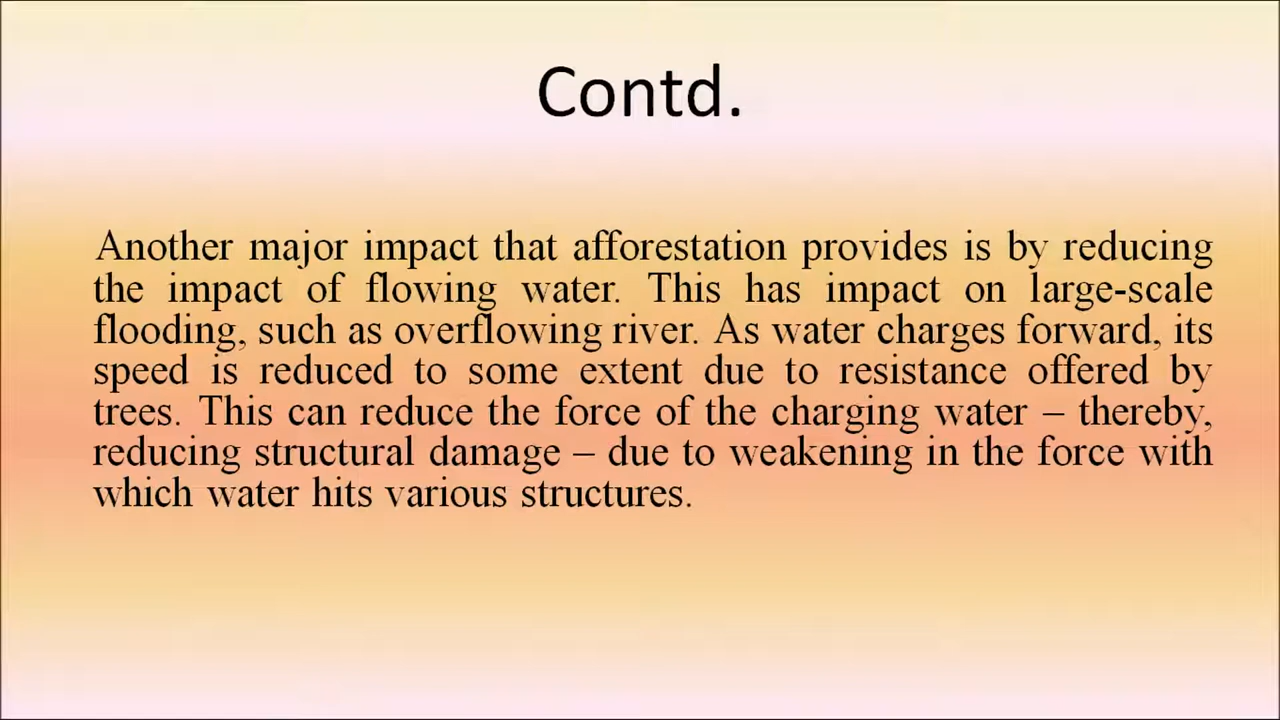 Contd.
Another major impact that afforestation provides is by reducing
the impact of flowing water. This has impact on large-scale
flooding, such as overflowing river. As water charges forward, its
speed is reduced to some extent due to resistance offered by
trees. This can reduce the force of the charging water – thereby,
reducing structural damage – due to weakening in the force with
which water hits various structures.